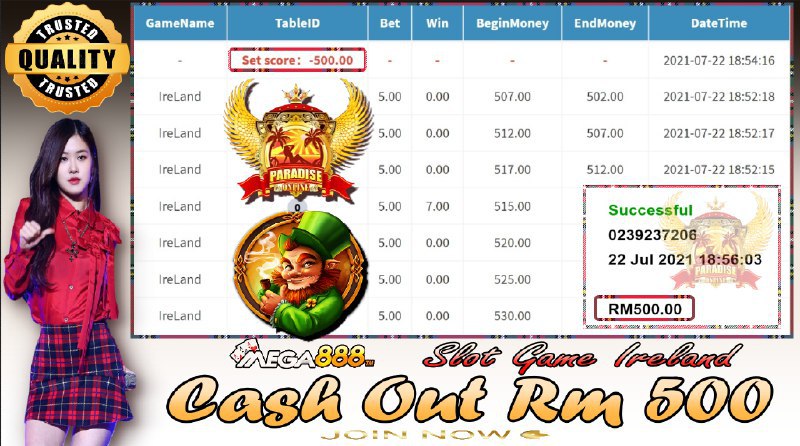 TRUSTED
QUALITY
TRUSTED
GameName TableID Bet Win BeginMoney EndMoney DateTime
- Set score: -500.00 - - - - 2021-07-22 18:54:16
IreLand 5.00 0.00 507.00 502.00 2021-07-22 18:52:18
IreLand 5.00 0.00 512.00 507.00 2021-07-22 18:52:17
IreLand 5.00 0.00 517.00 512.00 2021-07-22 18:52:15
IreLand 5.00 7.00 515.00
IreLand 5.00 0.00 520.00
IreLand 5.00 0.00 525.00
IreLand 5.00 0.00 530.00
PARADISE
ONLINE
0
Successful
0239237206
22 Jul 2021 18:56:03
RM500.00
PARADISE
MEGA888™ Slot Game Ireland
Cash Out Rm 500
JOIN NOW